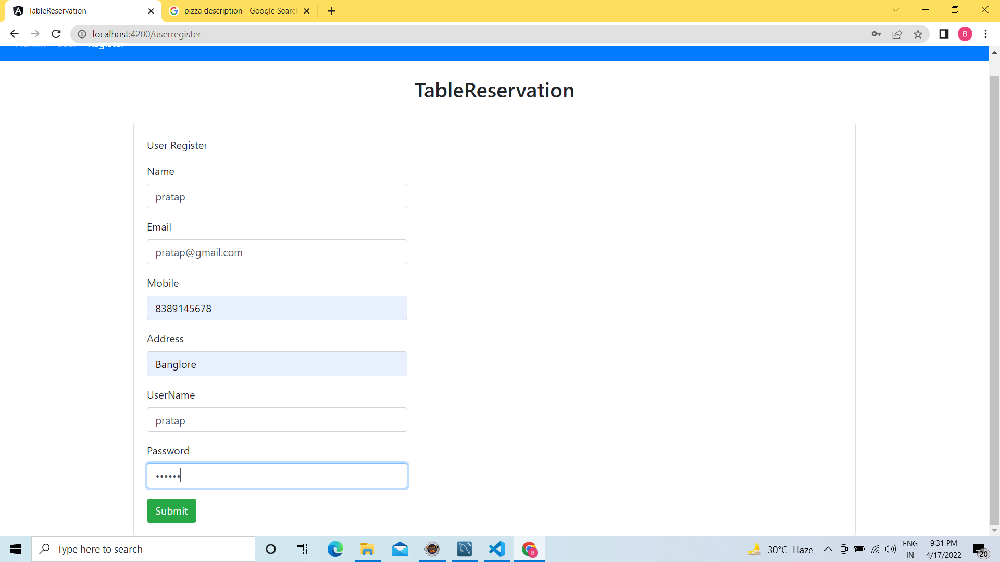 TableReservation
pizza description - Google Searc
localhost:4200/userregister
B
Register
TableReservation
User Register
Name
pratap
Email
pratap@gmail.com
Mobile
8389145678
Address
Banglore
UserName
pratap
Password
••••••
Submit
Type here to search
30°C Haze
ENG
IN
9:31 PM
4/17/2022
20